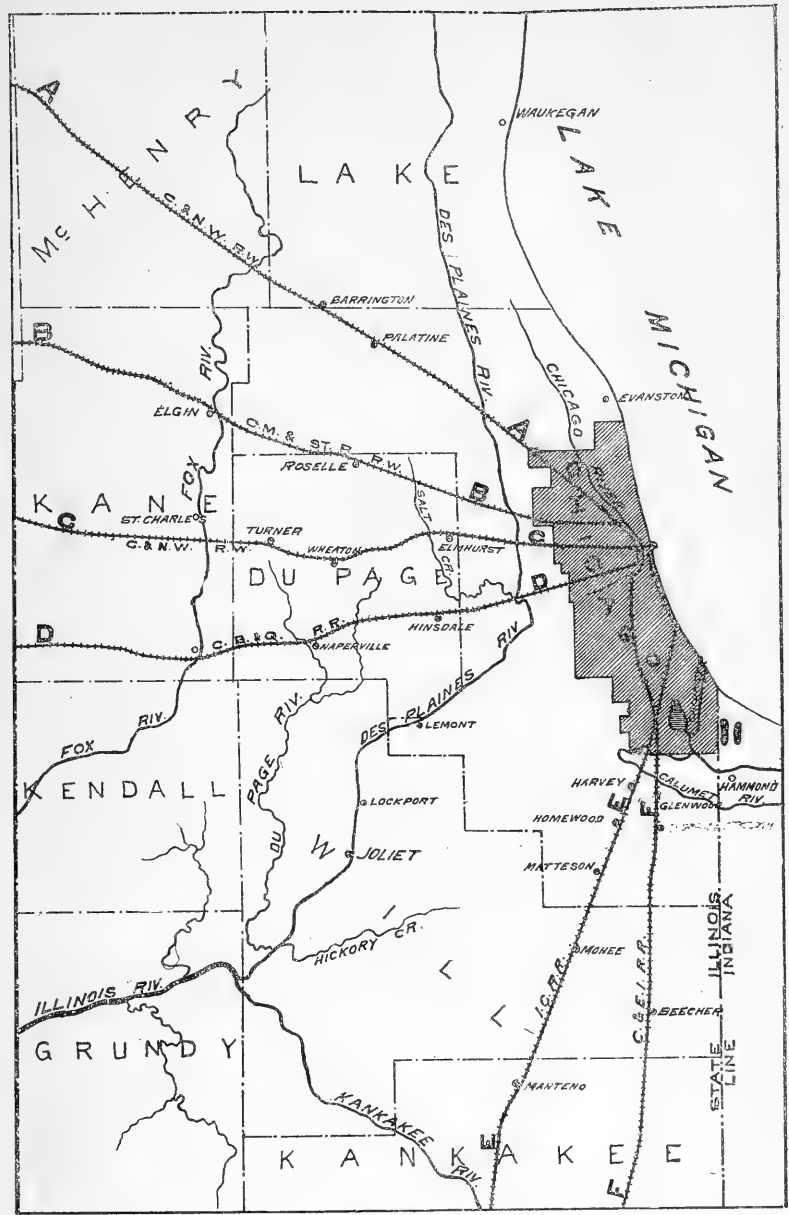 A
McHENRY
C. & N.W. R.W.
LAKE
WAUKEGAN
LAKE
MICHIGAN
DES PLAINES RIV.
BARRINGTON
PALATINE
CHICAGO
RIVER
EVANSTON
A
B
RIV.
FOX
ELGIN
C. M. & ST. P. R.W.
ROSELLE
B
CHICAGO
KANE
C
ST. CHARLES
C. & N.W. R.W.
TURNER
WHEATON
SALT
CR.
ELMHURST
C
DU PAGE
D
D
C. B. & Q. R.R.
NAPERVILLE
HINSDALE
DES PLAINES RIV
FOX RIV.
KENDALL
DU PAGE RIV.
LEMONT
LOCKPORT
JOLIET
WILL
HICKORY CR.
HARVEY
CALUMET
RIV.
HAMMOND
HOMEWOOD
GLENWOOD
E
F
MATTESON
MONEE
I.C.R.R.
C. & E. I. R.R.
BEECHER
MANTENO
STATE LINE
ILLINOIS
INDIANA
ILLINOIS RIV.
GRUNDY
KANKAKEE RIV.
E
F
KANKAKEE